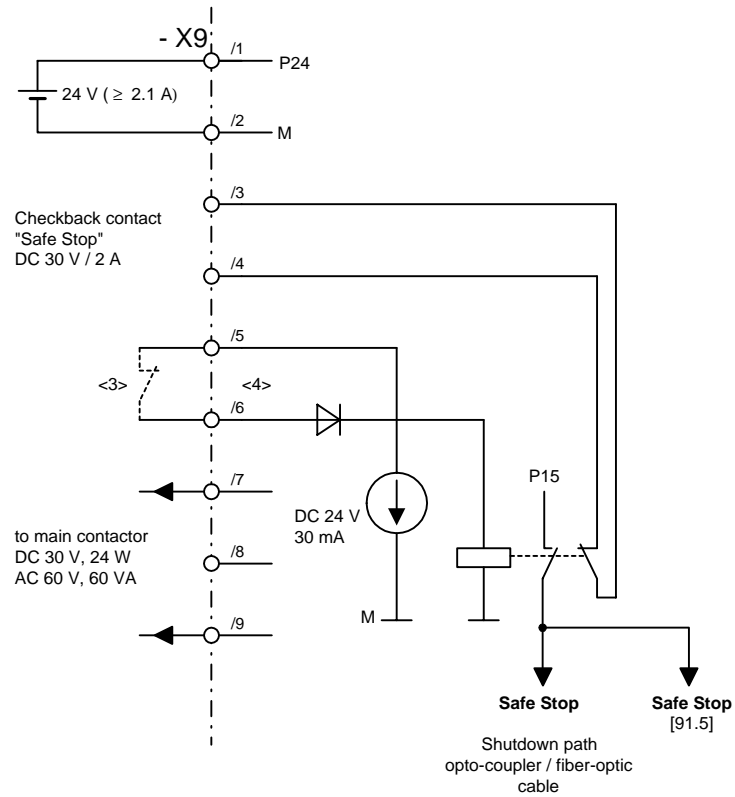 - X9
/1
P24
24 V ( ≥ 2.1 A)
/2
M
/3
Checkback contact
"Safe Stop"
DC 30 V / 2 A
/4
/5
<3>
<4>
/6
P15
/7
DC 24 V
30 mA
to main contactor
DC 30 V, 24 W
AC 60 V, 60 VA
/8
M
/9
Safe Stop
Safe Stop
[91.5]
Shutdown path
opto-coupler / fiber-optic
cable